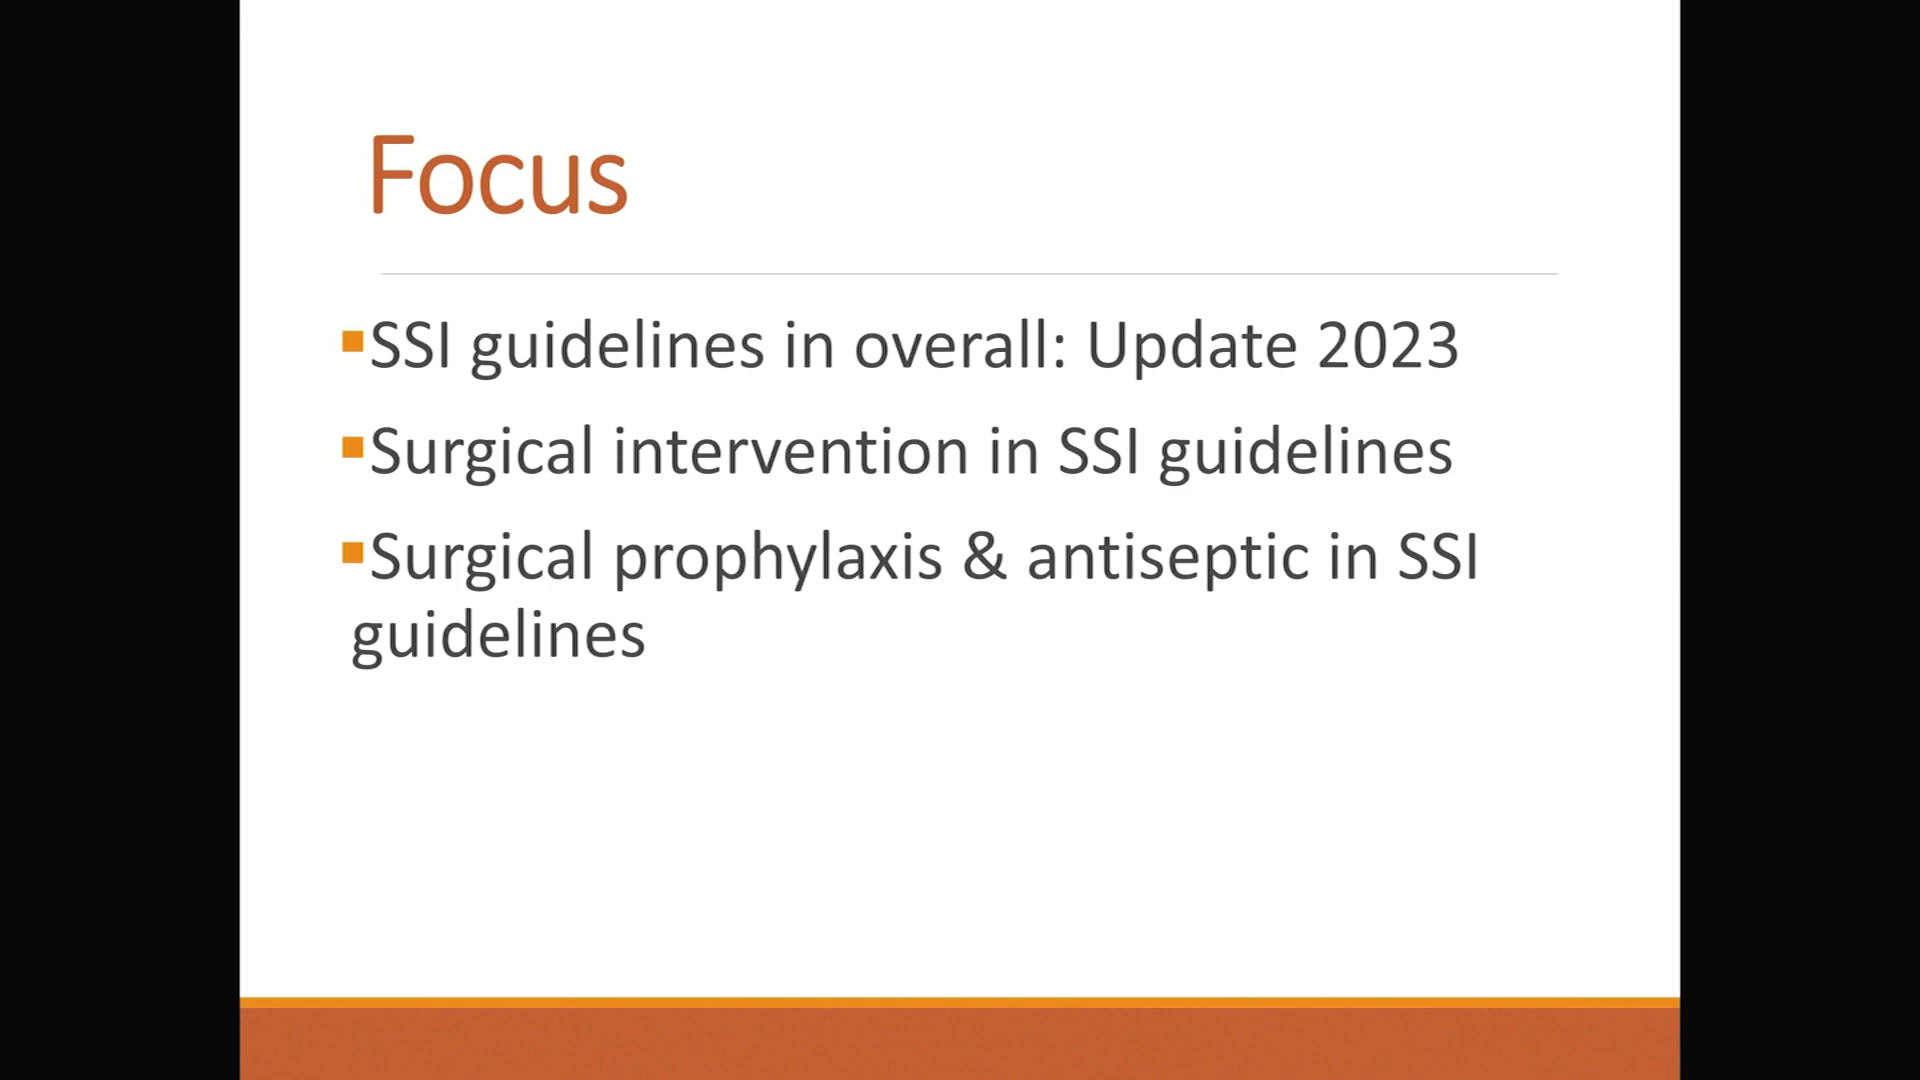 Focus
▪SSI guidelines in overall: Update 2023
▪Surgical intervention in SSI guidelines
▪Surgical prophylaxis & antiseptic in SSI
guidelines